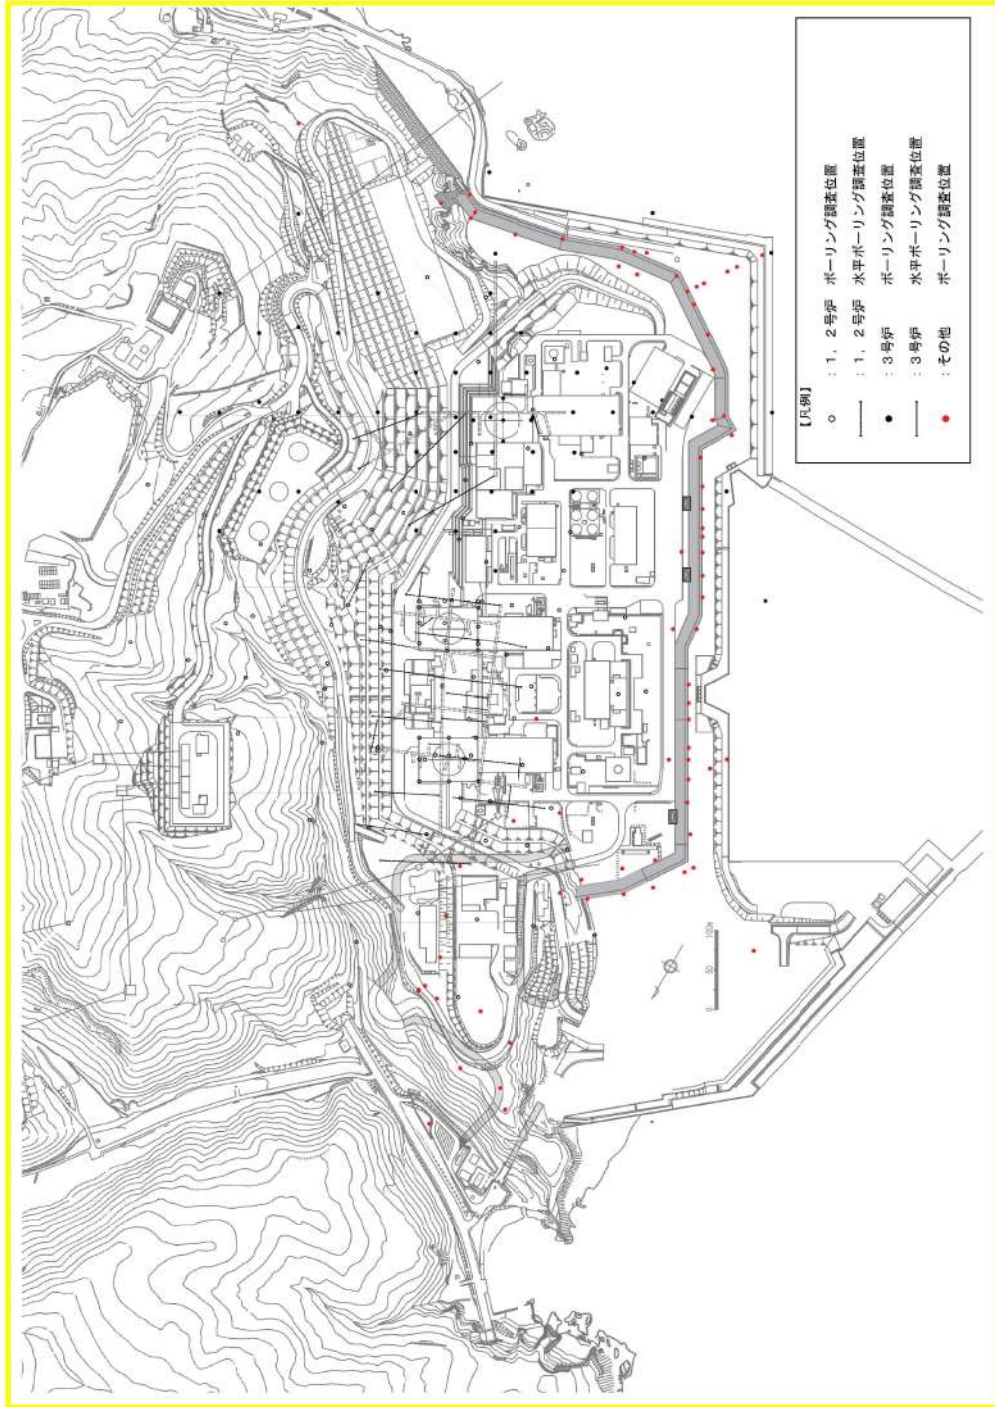 【凡例】
○ : 1，2号炉 ボーリング調査位置
: 1，2号炉 水平ボーリング調査位置
● : 3号炉 ボーリング調査位置
: 3号炉 水平ボーリング調査位置
● : その他 ボーリング調査位置
0 50 100m